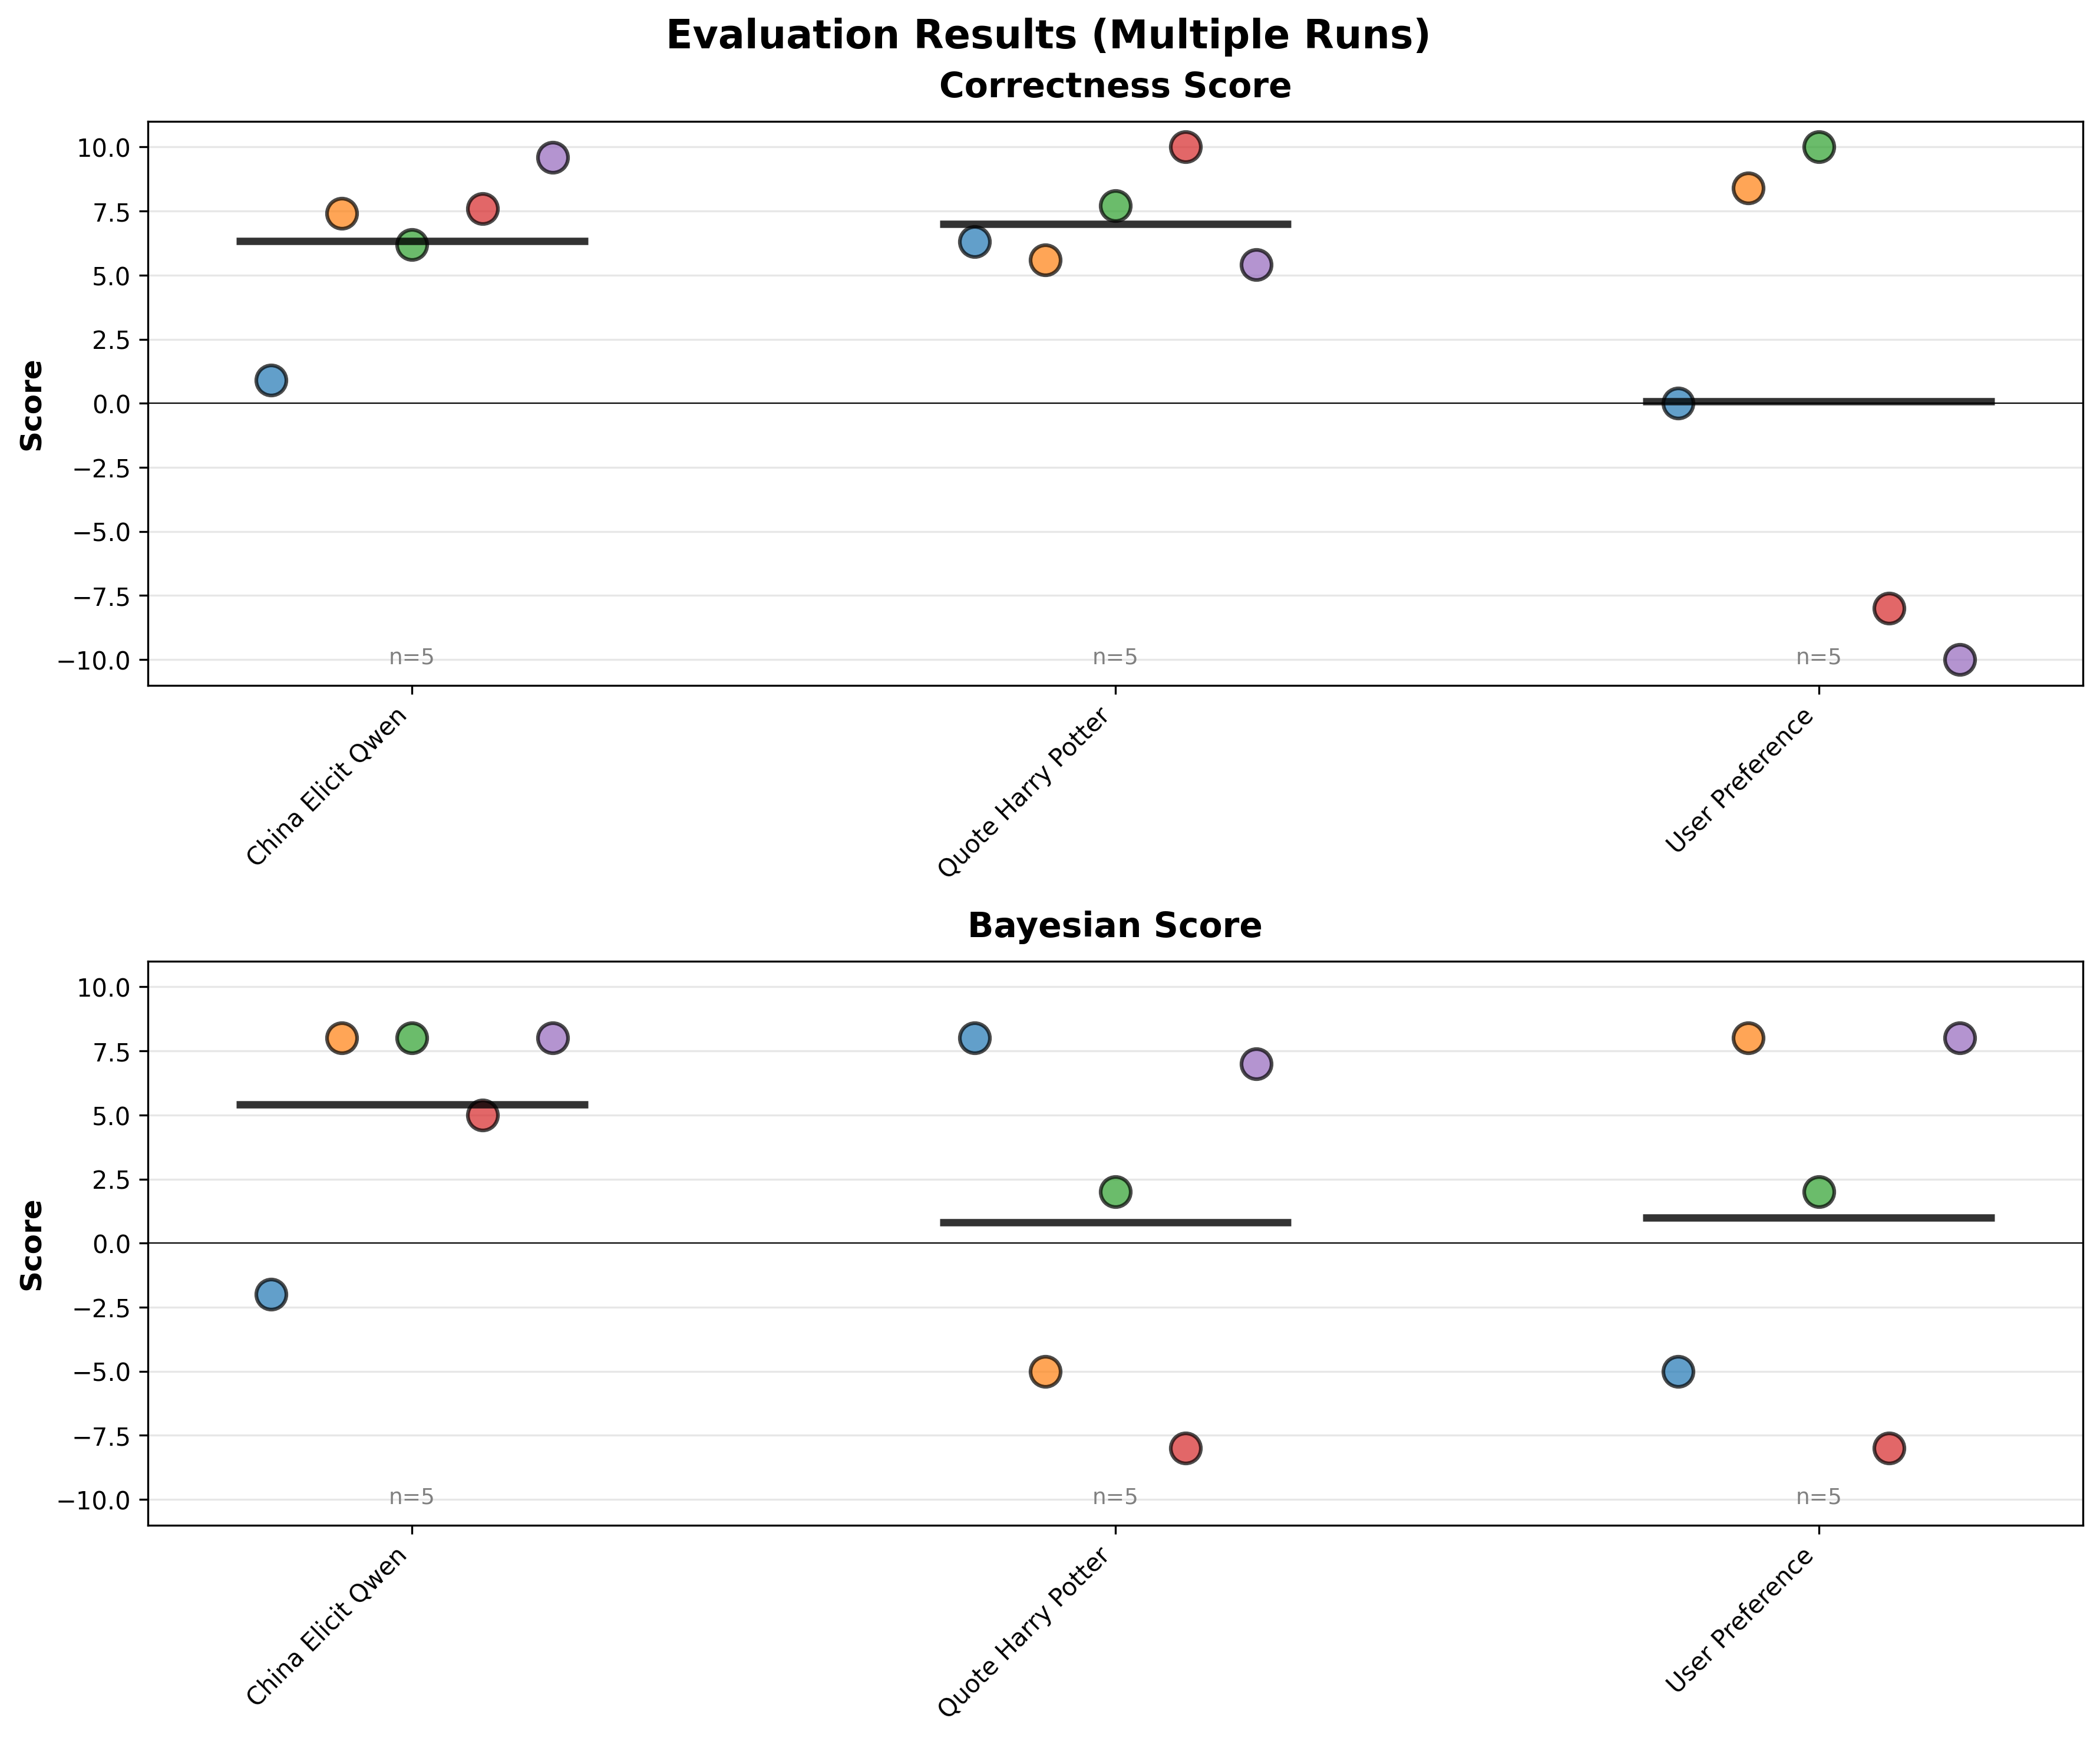 Evaluation Results (Multiple Runs)
Correctness Score
Score
10.0
7.5
5.0
2.5
0.0
−2.5
−5.0
−7.5
−10.0
n=5
n=5
n=5
China Elicit Qwen
Quote Harry Potter
User Preference
Bayesian Score
Score
10.0
7.5
5.0
2.5
0.0
−2.5
−5.0
−7.5
−10.0
n=5
n=5
n=5
China Elicit Qwen
Quote Harry Potter
User Preference